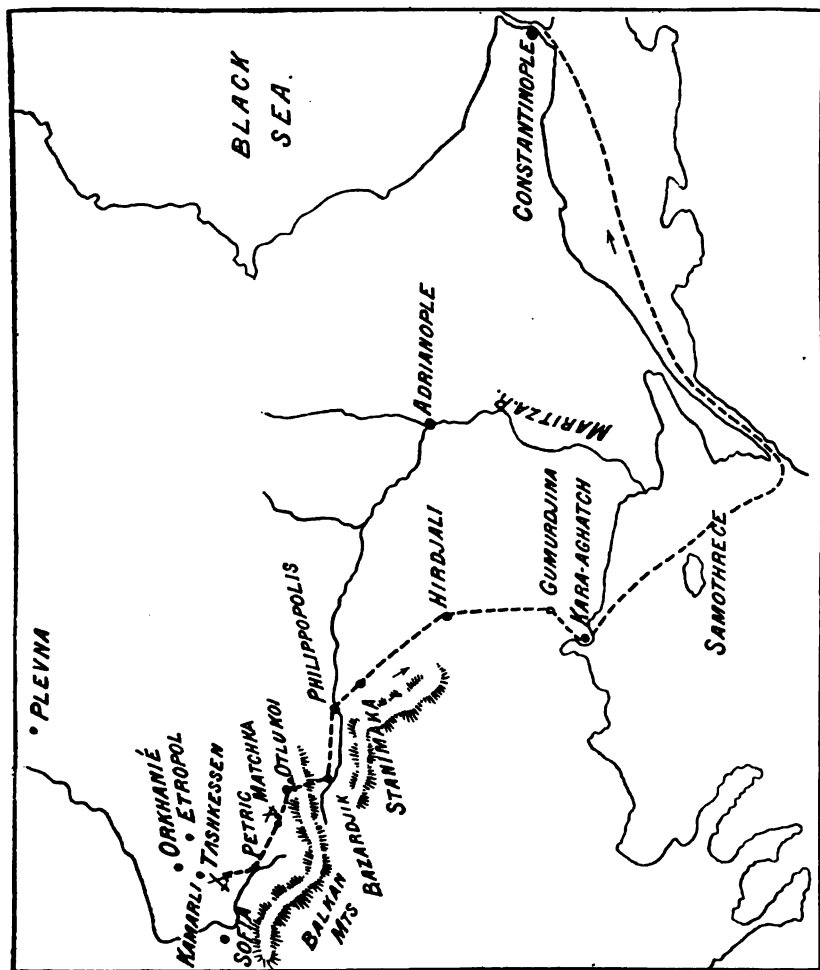 BLACK
SEA.
CONSTANTINOPLE
ADRIANOPLE
MARITZA.R.
PLEVNA
ORKHANIÉ
ETROPOL
TASHKESSEN
KAMARLI
SOFIA
PETRIC
MATCHKA
OTLUKOI
PHILIPPOPOLIS
BALKAN
MTS
BAZARDJIK
STANIMAKA
HIRDJALI
GUMURDJINA
KARA-AGHATCH
SAMOTHRECE